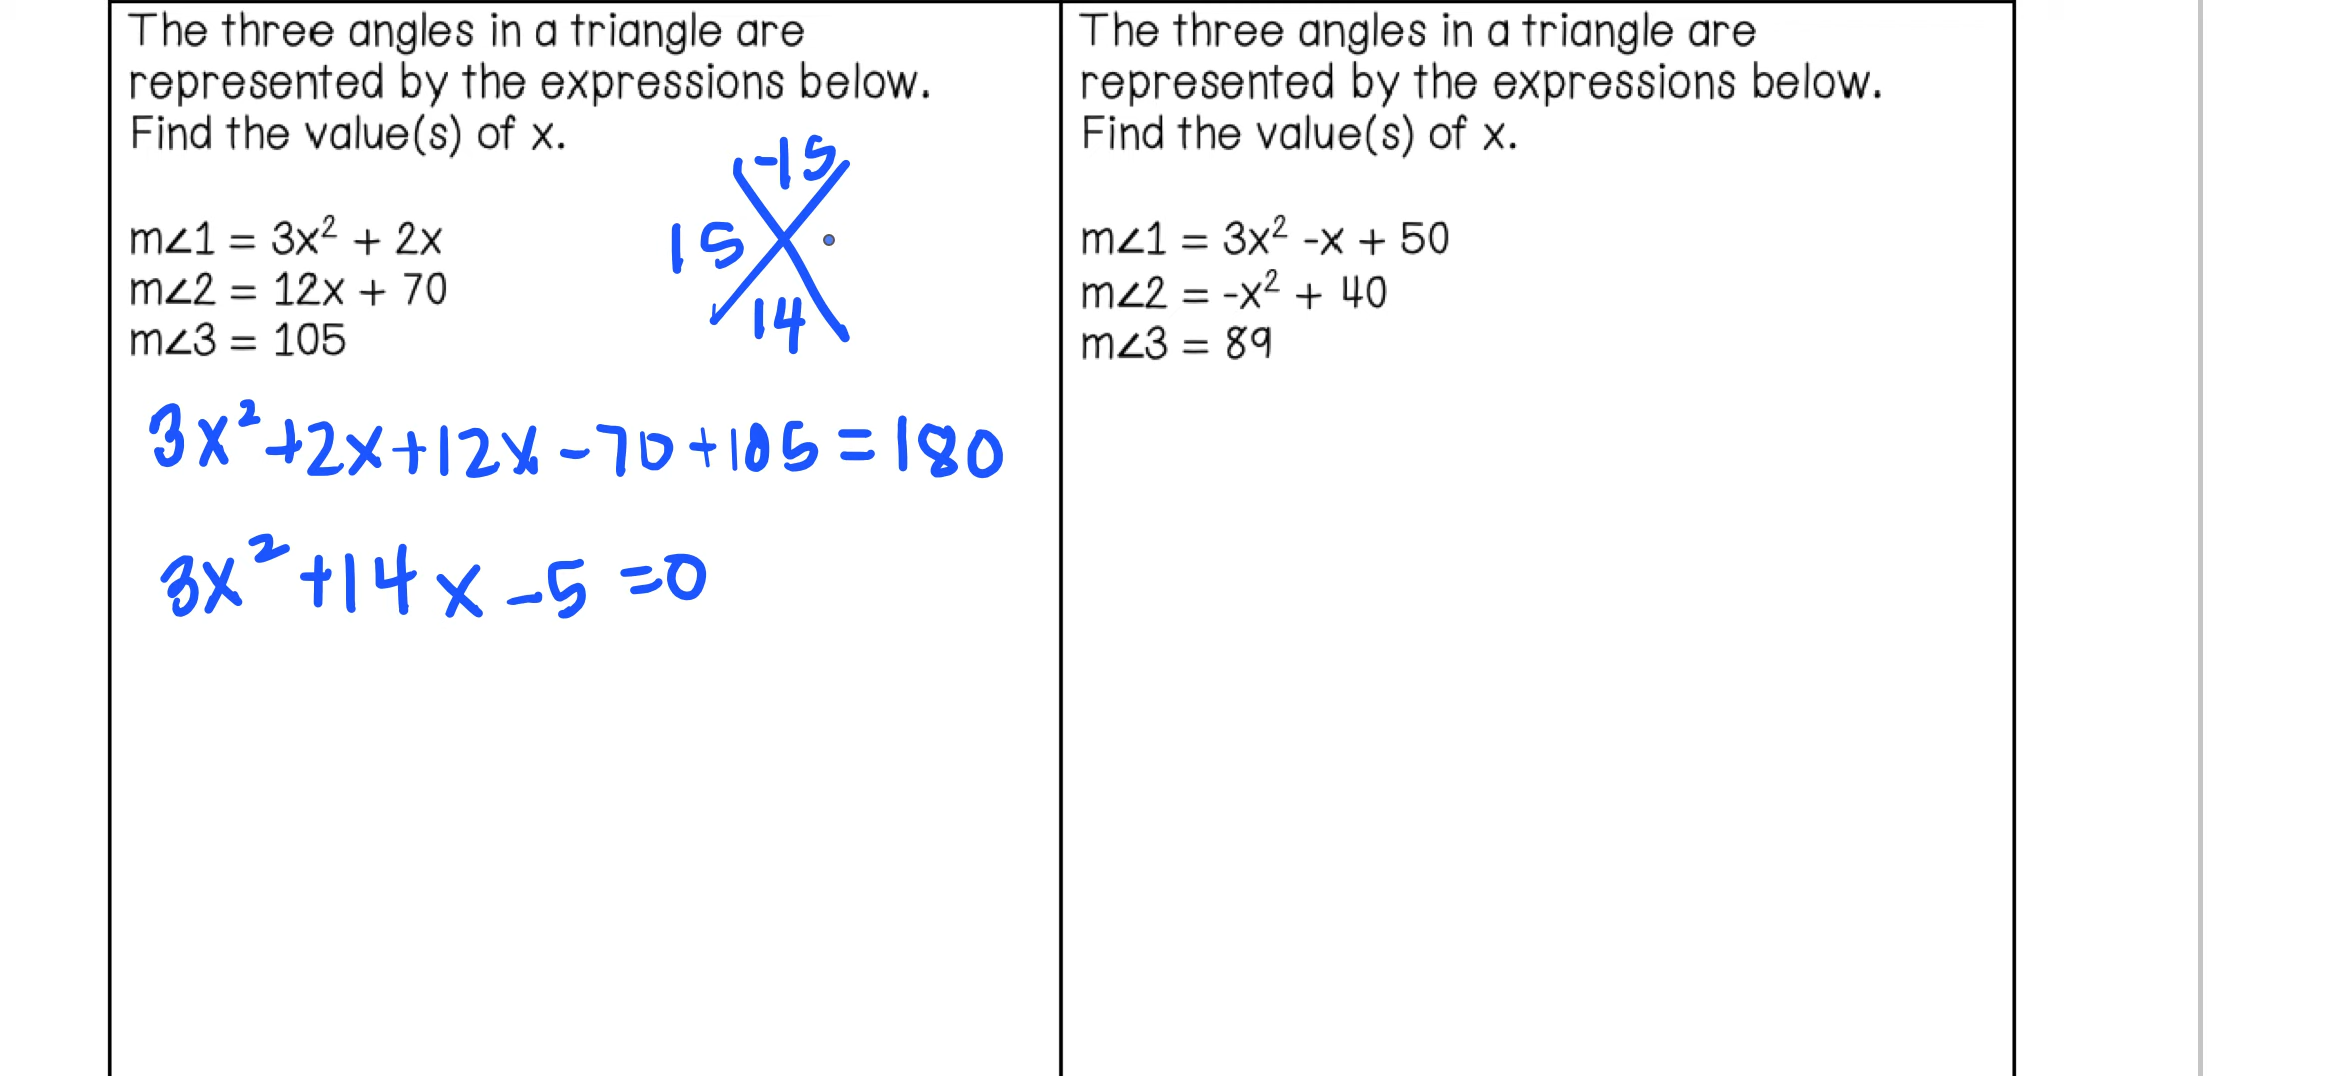 The three angles in a triangle are
represented by the expressions below.
Find the value(s) of x.
m∠1 = 3x² + 2x
m∠2 = 12x + 70
m∠3 = 105
-15
15
14
3x²+2x+12x-70+105=180
3x²+14x-5=0
The three angles in a triangle are
represented by the expressions below.
Find the value(s) of x.
m∠1 = 3x² -x + 50
m∠2 = -x² + 40
m∠3 = 89